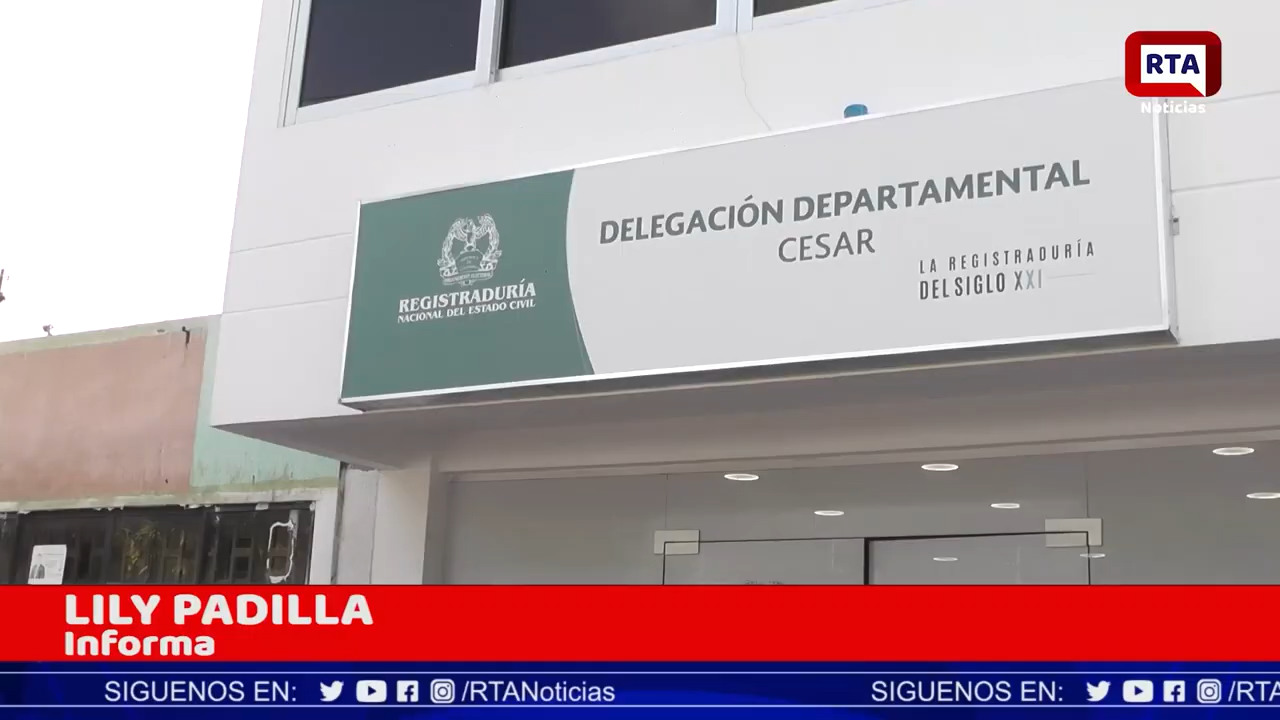 RTA
Noticias
DELEGACIÓN DEPARTAMENTAL
CESAR
LA REGISTRADURÍA
DEL SIGLO XXI
REGISTRADURÍA
NACIONAL DEL ESTADO CIVIL
LILY PADILLA
Informa
SIGUENOS EN: /RTANoticias
SIGUENOS EN: /RTA